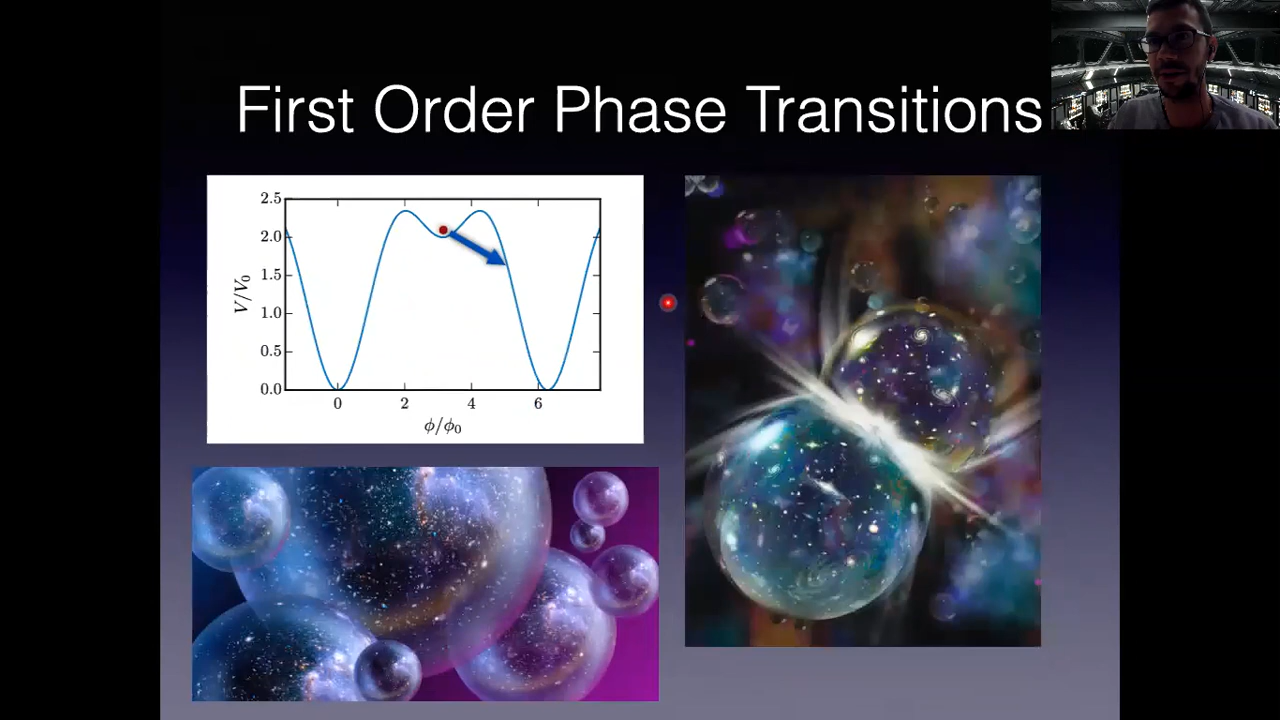 First Order Phase Transitions
2.5
2.0
1.5
1.0
0.5
0.0
V/V₀
0 2 4 6
ϕ/ϕ₀